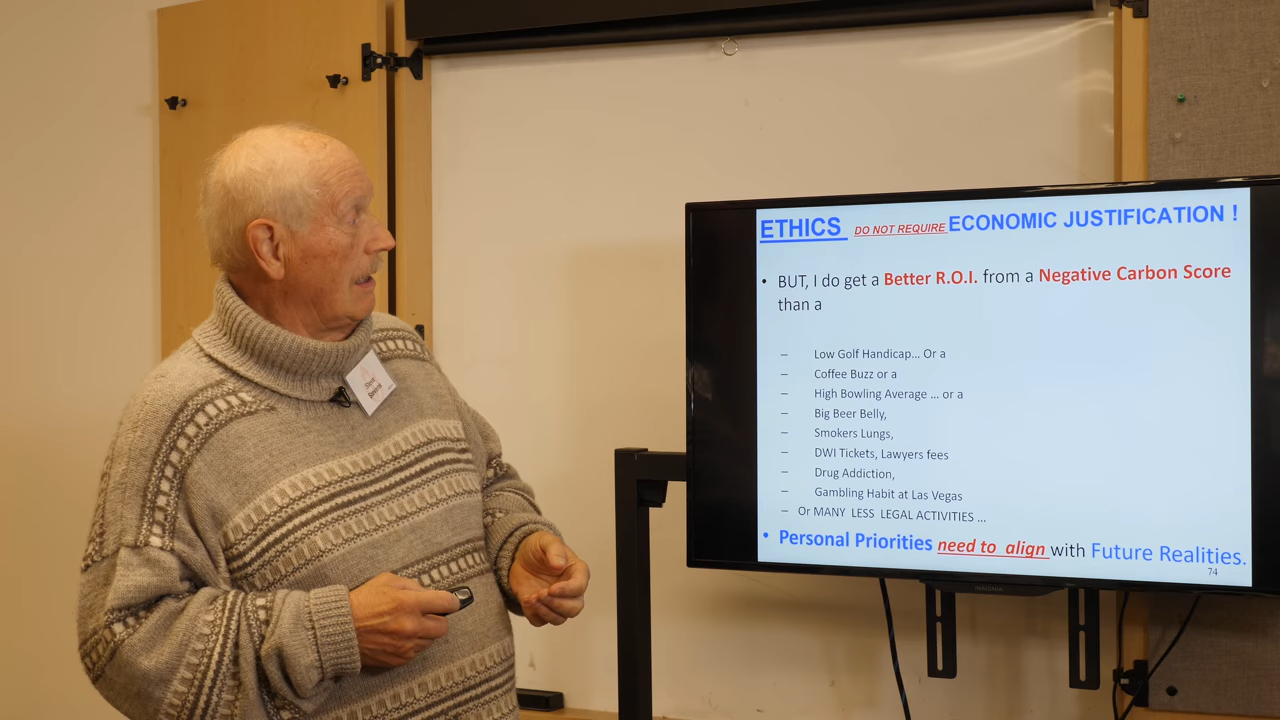 ETHICS DO NOT REQUIRE ECONOMIC JUSTIFICATION !
• BUT, I do get a Better R.O.I. from a Negative Carbon Score
than a
– Low Golf Handicap... Or a
– Coffee Buzz or a
– High Bowling Average ... or a
– Big Beer Belly,
– Smokers Lungs,
– DWI Tickets, Lawyers fees
– Drug Addiction,
– Gambling Habit at Las Vegas
– Or MANY LESS LEGAL ACTIVITIES ...
• Personal Priorities need to align with Future Realities.
74
INSIGNIA
Steve